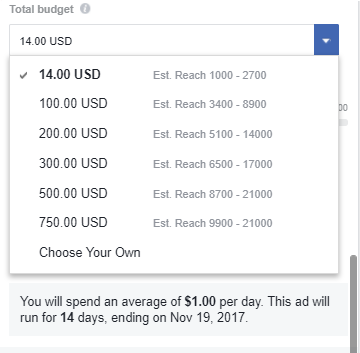 Total budget
14.00 USD
14.00 USD Est. Reach 1000 - 2700
100.00 USD Est. Reach 3400 - 8900
00
200.00 USD Est. Reach 5100 - 14000
300.00 USD Est. Reach 6500 - 17000
500.00 USD Est. Reach 8700 - 21000
750.00 USD Est. Reach 9900 - 21000
Choose Your Own
You will spend an average of $1.00 per day. This ad will
run for 14 days, ending on Nov 19, 2017.